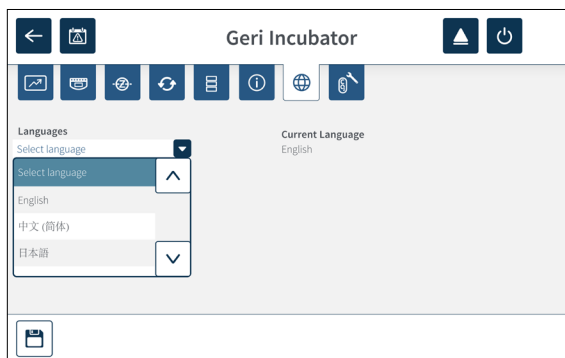 Geri Incubator
Languages
Select language
Select language
English
中文 (简体)
日本語
Current Language
English